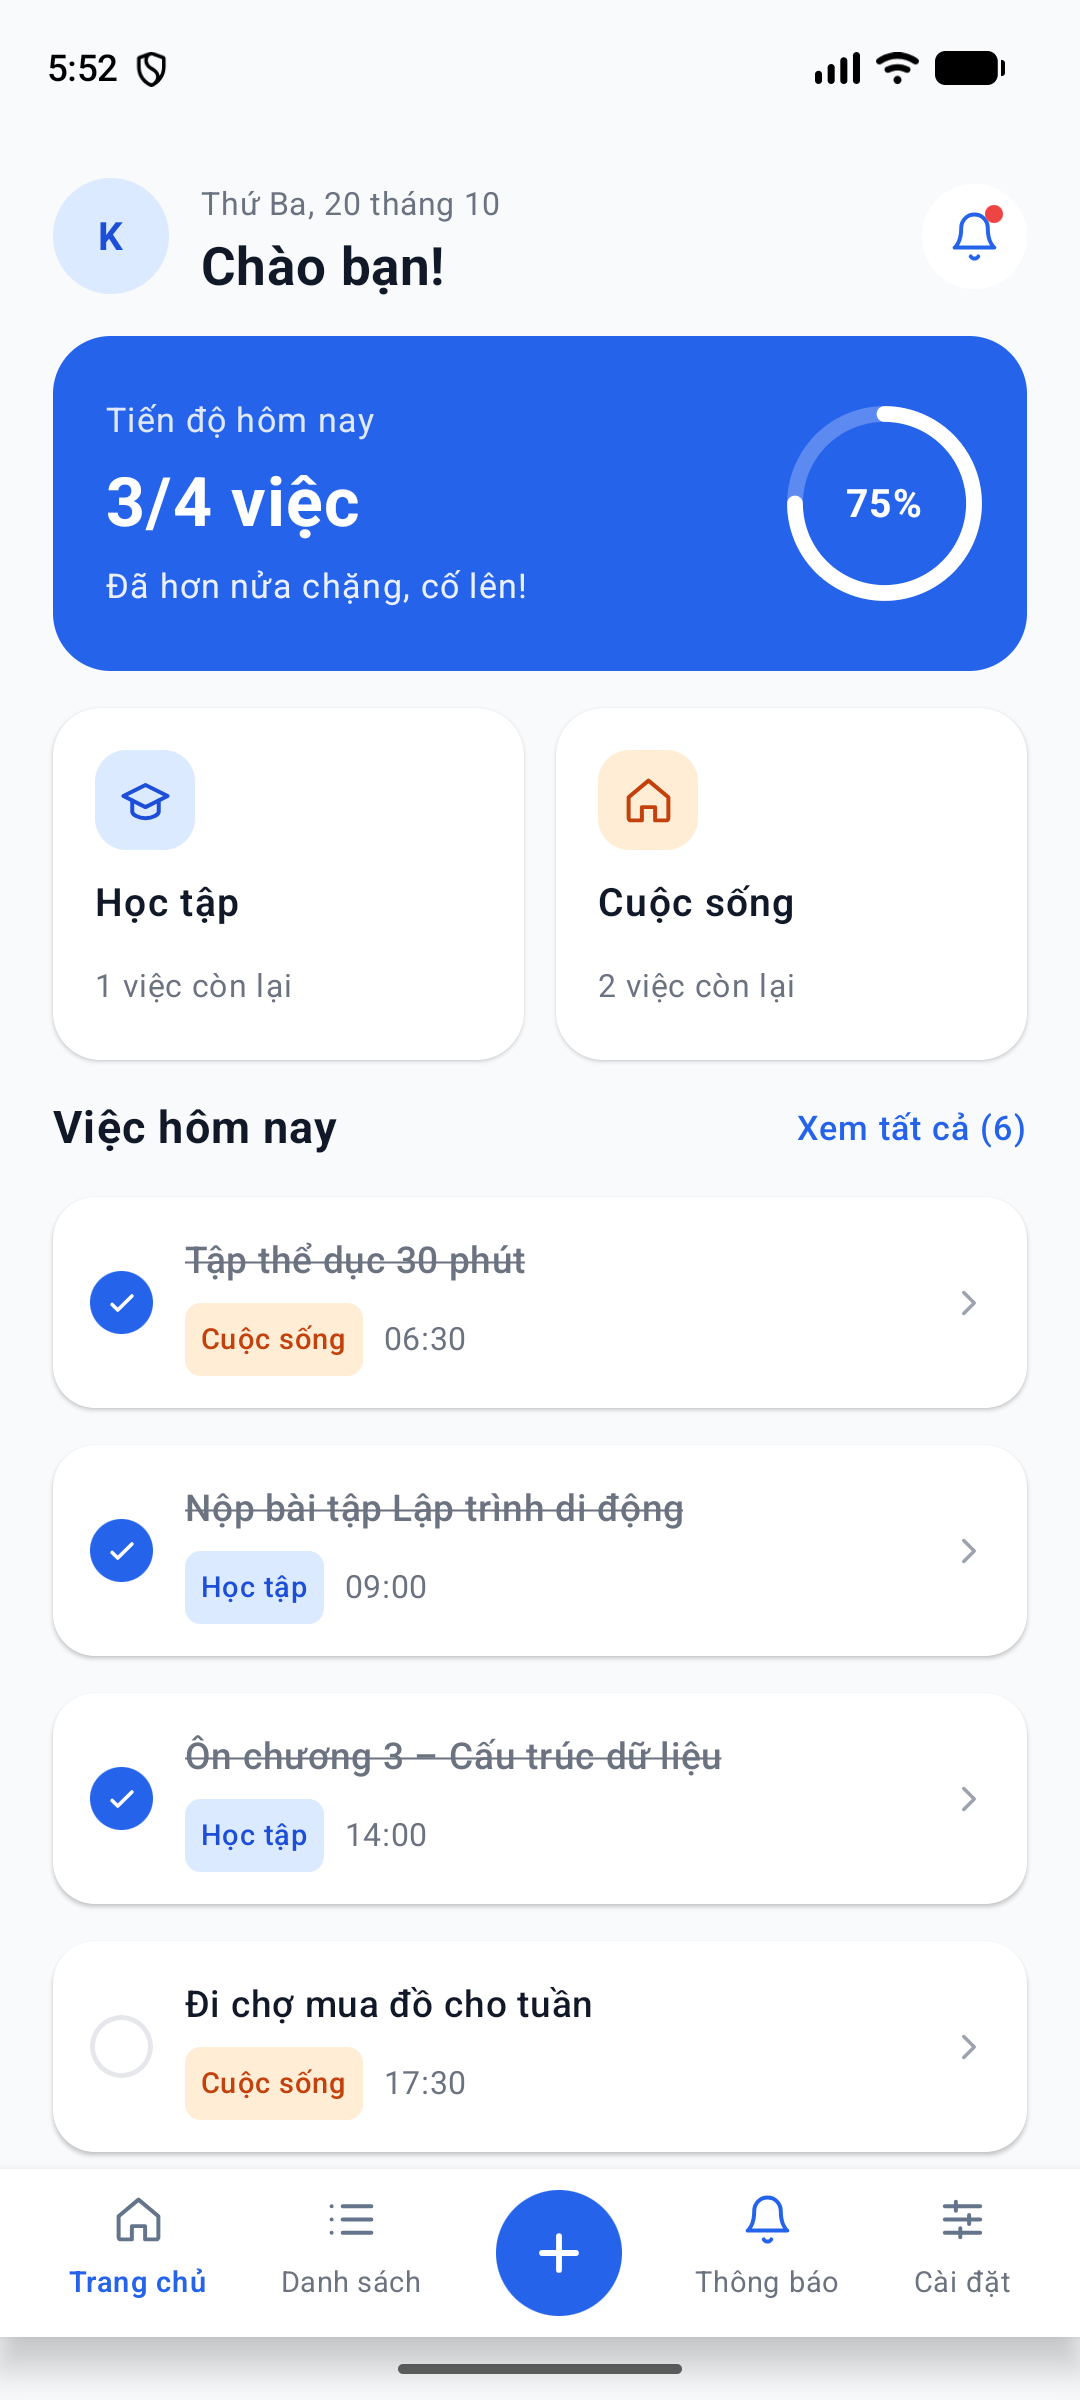 5:52
K
Thứ Ba, 20 tháng 10
Chào bạn!
Tiến độ hôm nay
3/4 việc
Đã hơn nửa chặng, cố lên!
75%
Học tập
1 việc còn lại
Cuộc sống
2 việc còn lại
Việc hôm nay
Xem tất cả (6)
Tập thể dục 30 phút
Cuộc sống 06:30
Nộp bài tập Lập trình di động
Học tập 09:00
Ôn chương 3 – Cấu trúc dữ liệu
Học tập 14:00
Đi chợ mua đồ cho tuần
Cuộc sống 17:30
Trang chủ
Danh sách
Thông báo
Cài đặt